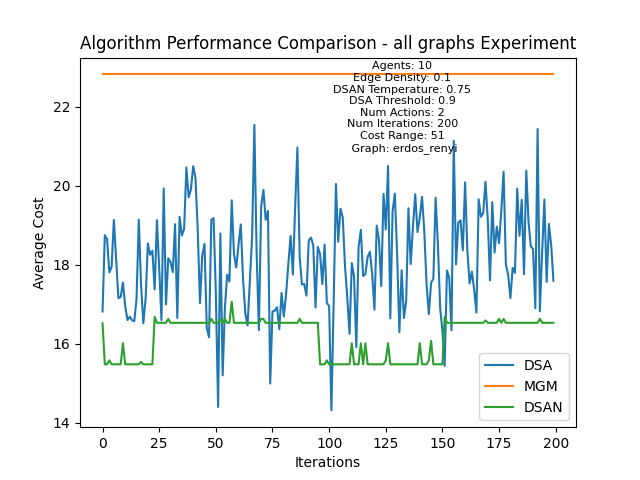 Algorithm Performance Comparison - all graphs Experiment
Agents: 10
Edge Density: 0.1
DSAN Temperature: 0.75
DSA Threshold: 0.9
Num Actions: 2
Num Iterations: 200
Cost Range: 51
Graph: erdos_renyi
Average Cost
22
20
18
16
14
DSA
MGM
DSAN
0
25
50
75
100
125
150
175
200
Iterations